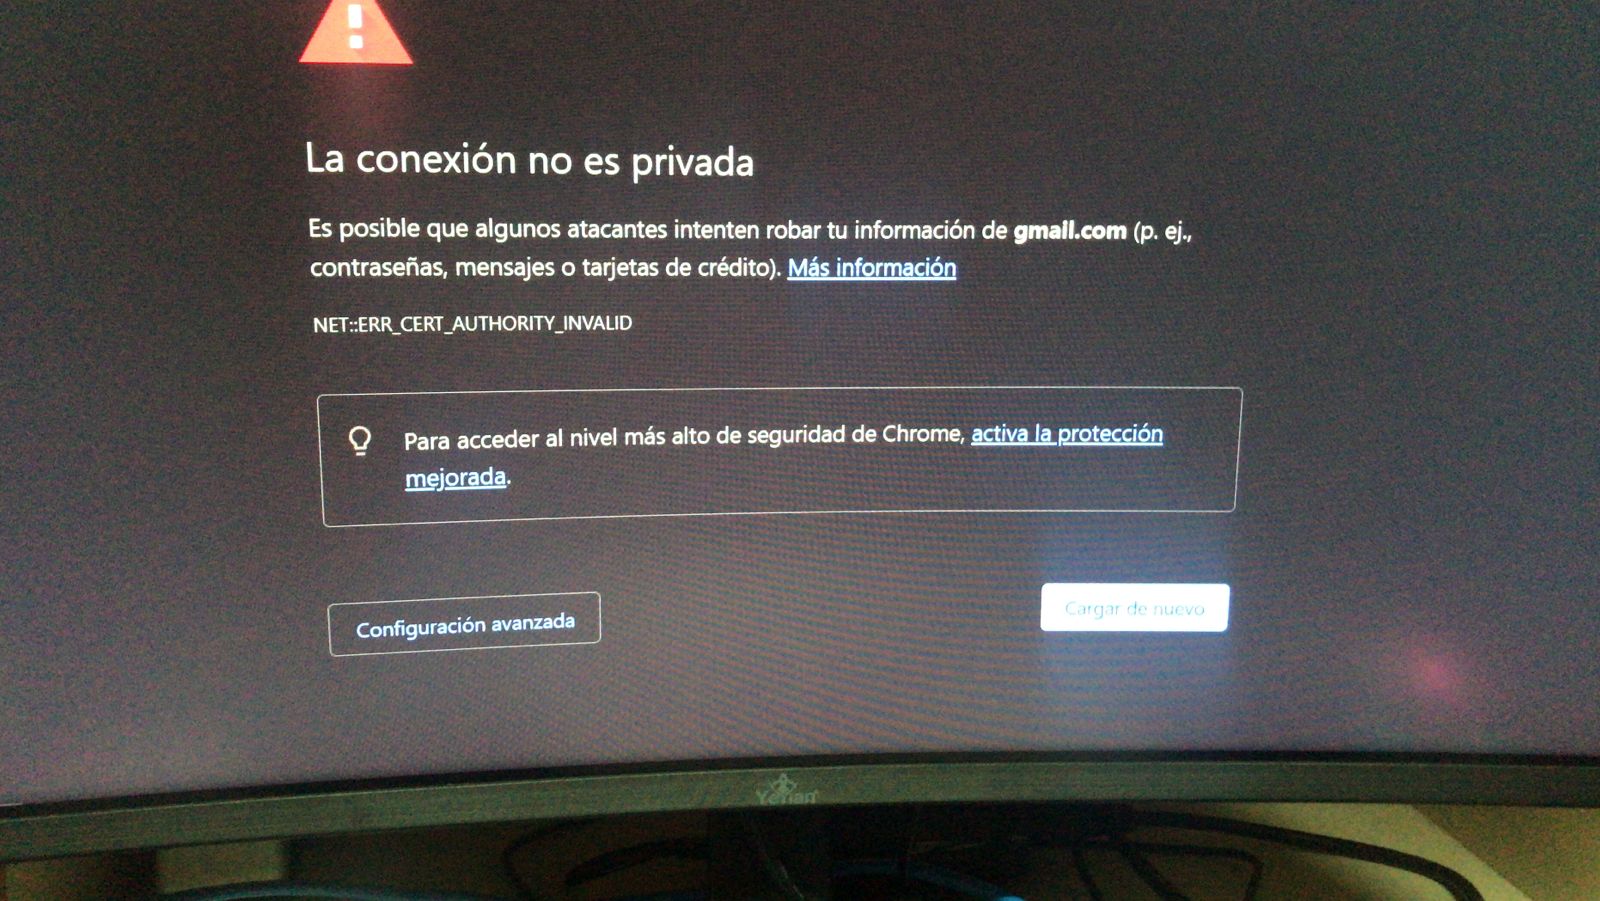 La conexión no es privada
Es posible que algunos atacantes intenten robar tu información de gmail.com (p. ej.,
contraseñas, mensajes o tarjetas de crédito). Más información
NET::ERR_CERT_AUTHORITY_INVALID
Para acceder al nivel más alto de seguridad de Chrome, activa la protección
mejorada.
Configuración avanzada
Cargar de nuevo
Yeyian